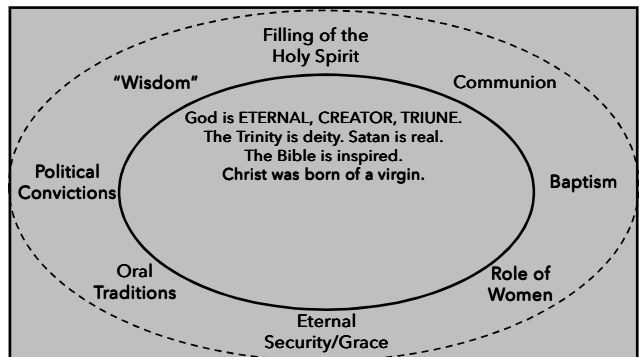 Filling of the
Holy Spirit
"Wisdom"
Communion
God is ETERNAL, CREATOR, TRIUNE.
The Trinity is deity. Satan is real.
The Bible is inspired.
Christ was born of a virgin.
Political
Convictions
Baptism
Oral
Traditions
Role of
Women
Eternal
Security/Grace